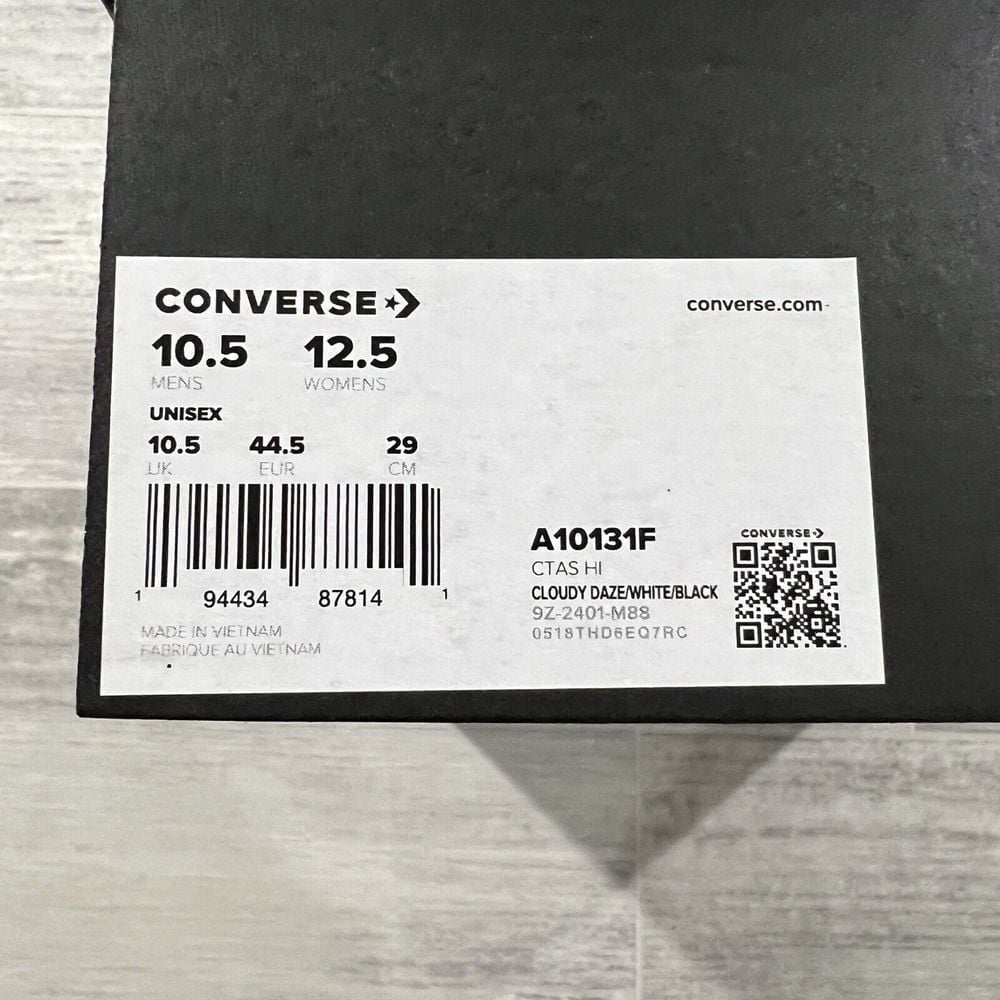 CONVERSE
converse.com
10.5 12.5
MENS WOMENS
UNISEX
10.5 44.5 29
UK EUR CM
1 94434 87814 1
MADE IN VIETNAM
FABRIQUE AU VIETNAM
A10131F
CTAS HI
CLOUDY DAZE/WHITE/BLACK
9Z-2401-M88
0518THD6EQ7RC
CONVERSE